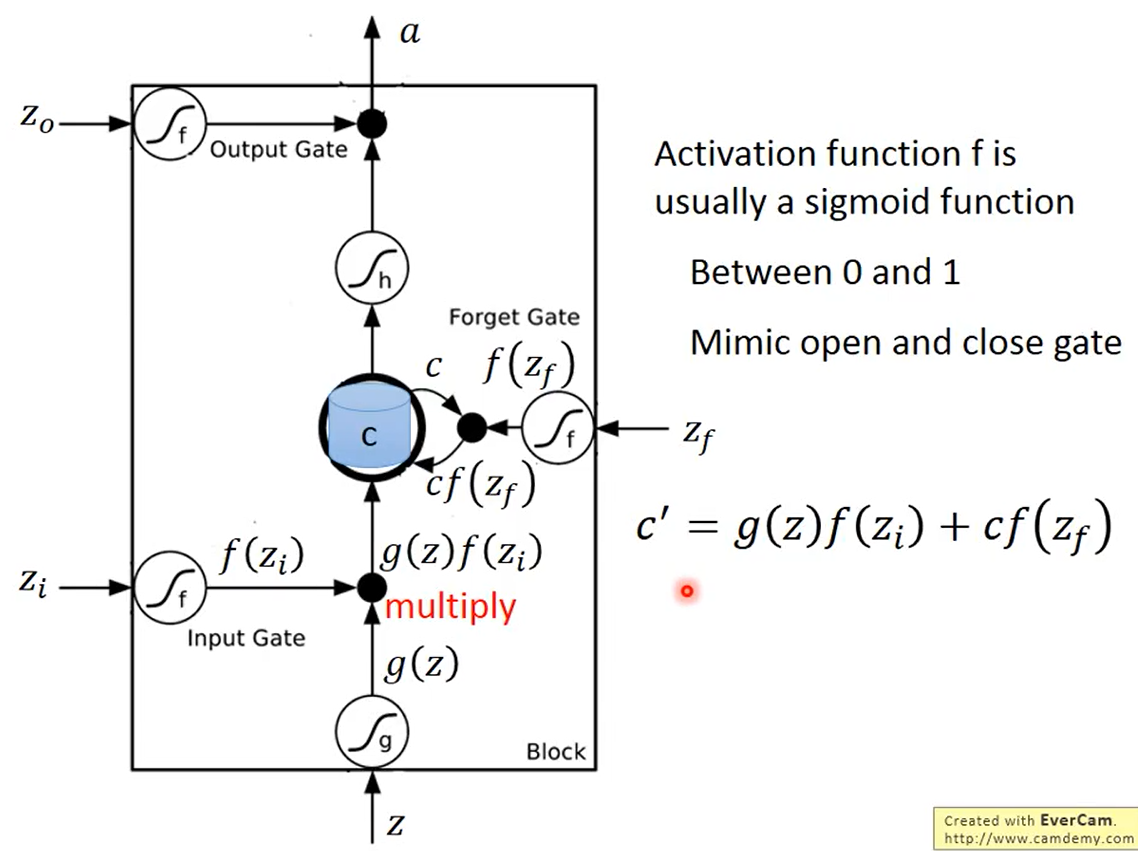 a
z_o
f
Output Gate
Activation function f is
usually a sigmoid function
Between 0 and 1
h
Forget Gate
Mimic open and close gate
c
f(z_f)
c
f
z_f
cf(z_f)
c′ = g(z)f(z_i) + cf(z_f)
f(z_i)
g(z)f(z_i)
z_i
f
multiply
Input Gate
g(z)
g
Block
z
Created with EverCam.
http://www.camdemy.com